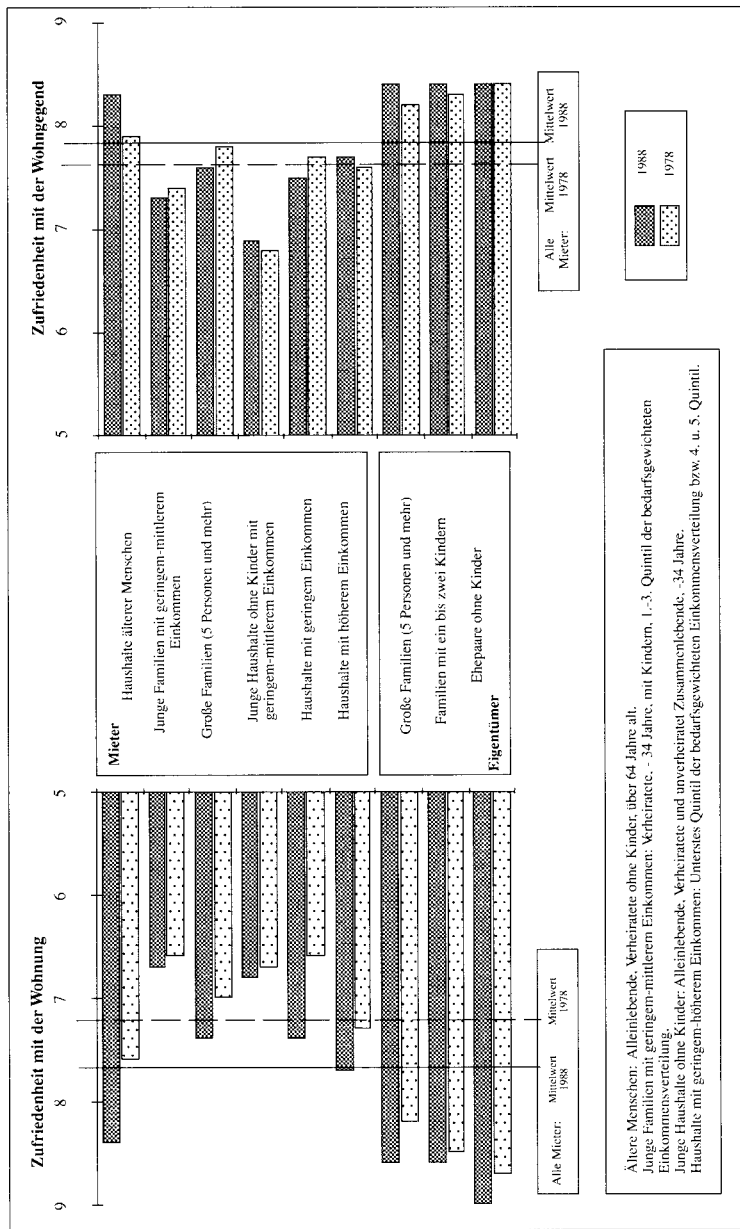 Zufriedenheit mit der Wohnung
9
8
7
6
5
Alle Mieter:
Mittelwert
1988
Mittelwert
1978
Mieter
Haushalte älterer Menschen
Junge Familien mit geringem-mittlerem
Einkommen
Große Familien (5 Personen und mehr)
Junge Haushalte ohne Kinder mit
geringem-mittlerem Einkommen
Haushalte mit geringem Einkommen
Haushalte mit höherem Einkommen
Große Familien (5 Personen und mehr)
Familien mit ein bis zwei Kindern
Ehepaare ohne Kinder
Eigentümer
Zufriedenheit mit der Wohngegend
5
6
7
8
9
Alle
Mieter:
Mittelwert
1978
Mittelwert
1988
1988
1978
Ältere Menschen: Alleinlebende, Verheiratete ohne Kinder, über 64 Jahre alt.
Junge Familien mit geringem-mittlerem Einkommen: Verheiratete, - 34 Jahre, mit Kindern, 1.-3. Quintil der bedarfsgewichteten
Einkommensverteilung.
Junge Haushalte ohne Kinder: Alleinlebende, Verheiratete und unverheiratet Zusammenlebende, -34 Jahre.
Haushalte mit geringem-höherem Einkommen: Unterstes Quintil der bedarfsgewichteten Einkommensverteilung bzw. 4. u. 5. Quintil.